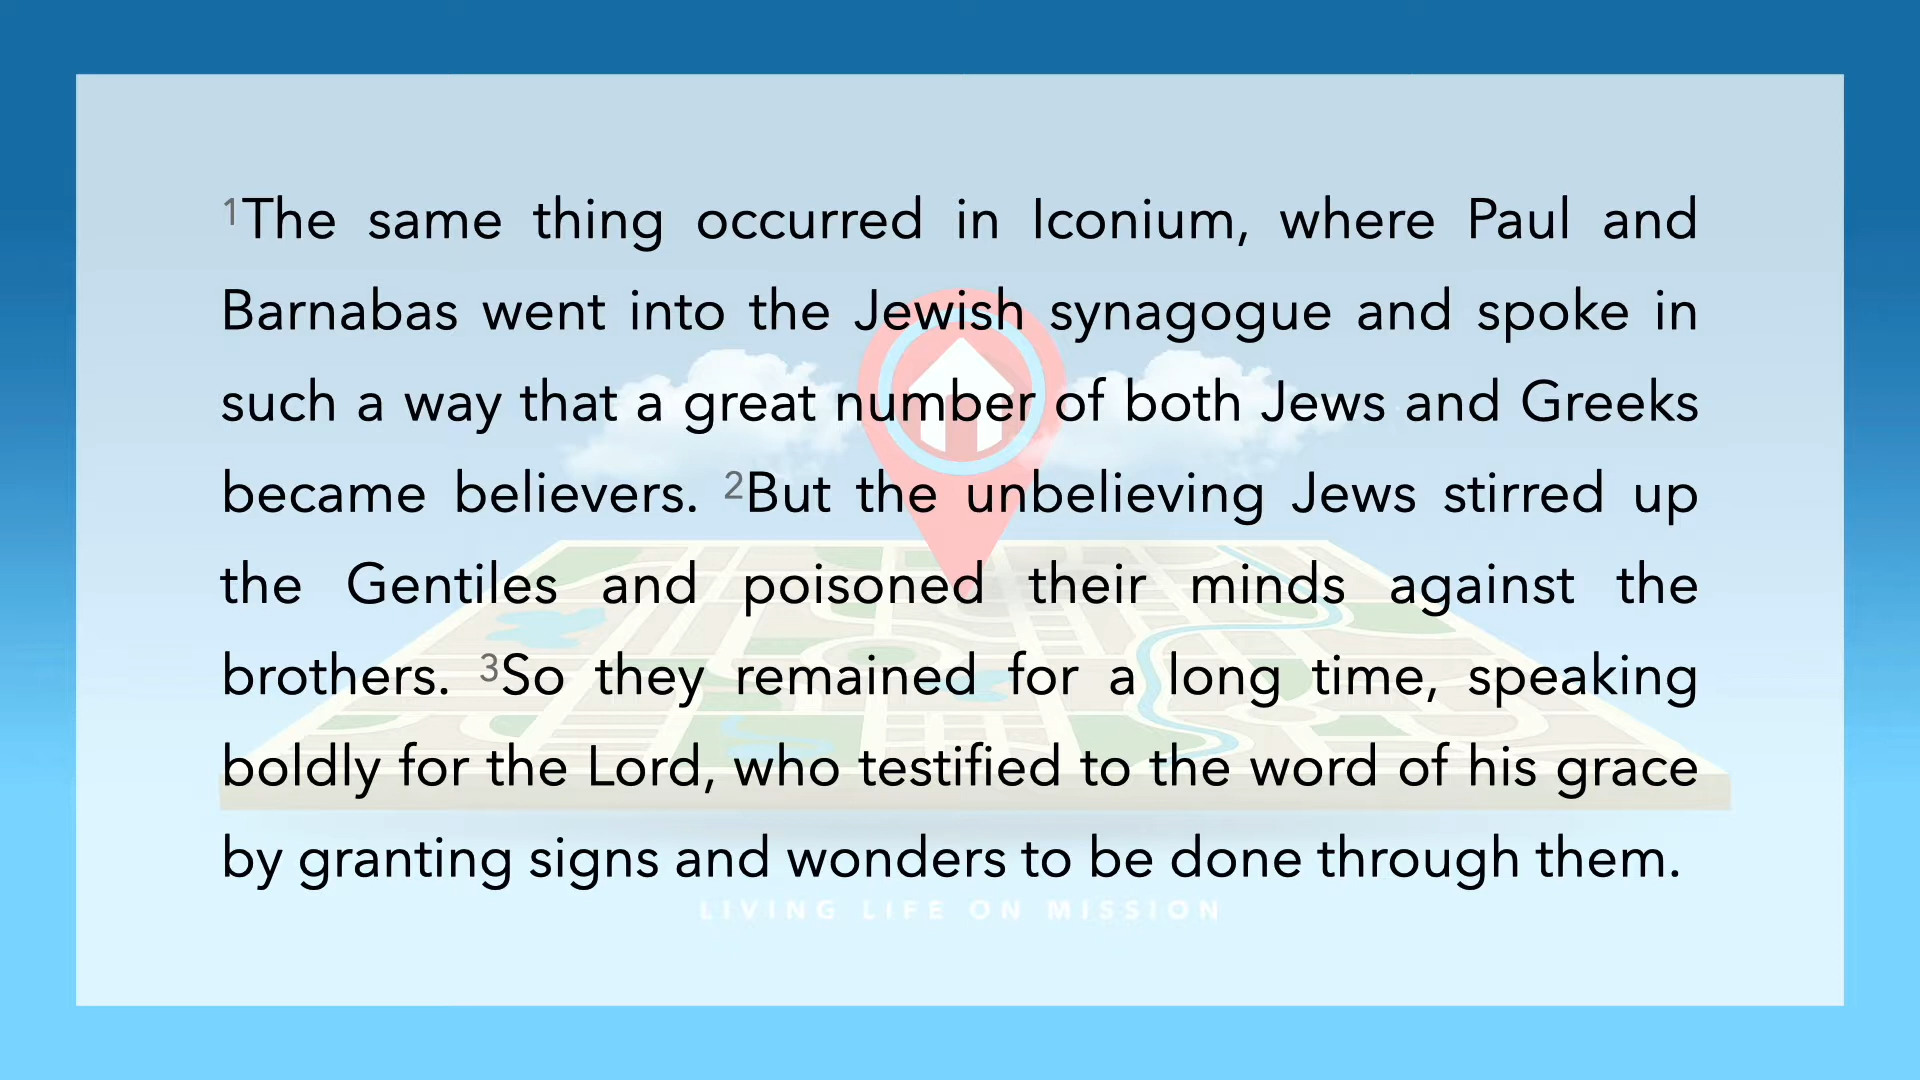 ¹The same thing occurred in Iconium, where Paul and
Barnabas went into the Jewish synagogue and spoke in
such a way that a great number of both Jews and Greeks
became believers. ²But the unbelieving Jews stirred up
the Gentiles and poisoned their minds against the
brothers. ³So they remained for a long time, speaking
boldly for the Lord, who testified to the word of his grace
by granting signs and wonders to be done through them.
LIVING LIFE ON MISSION